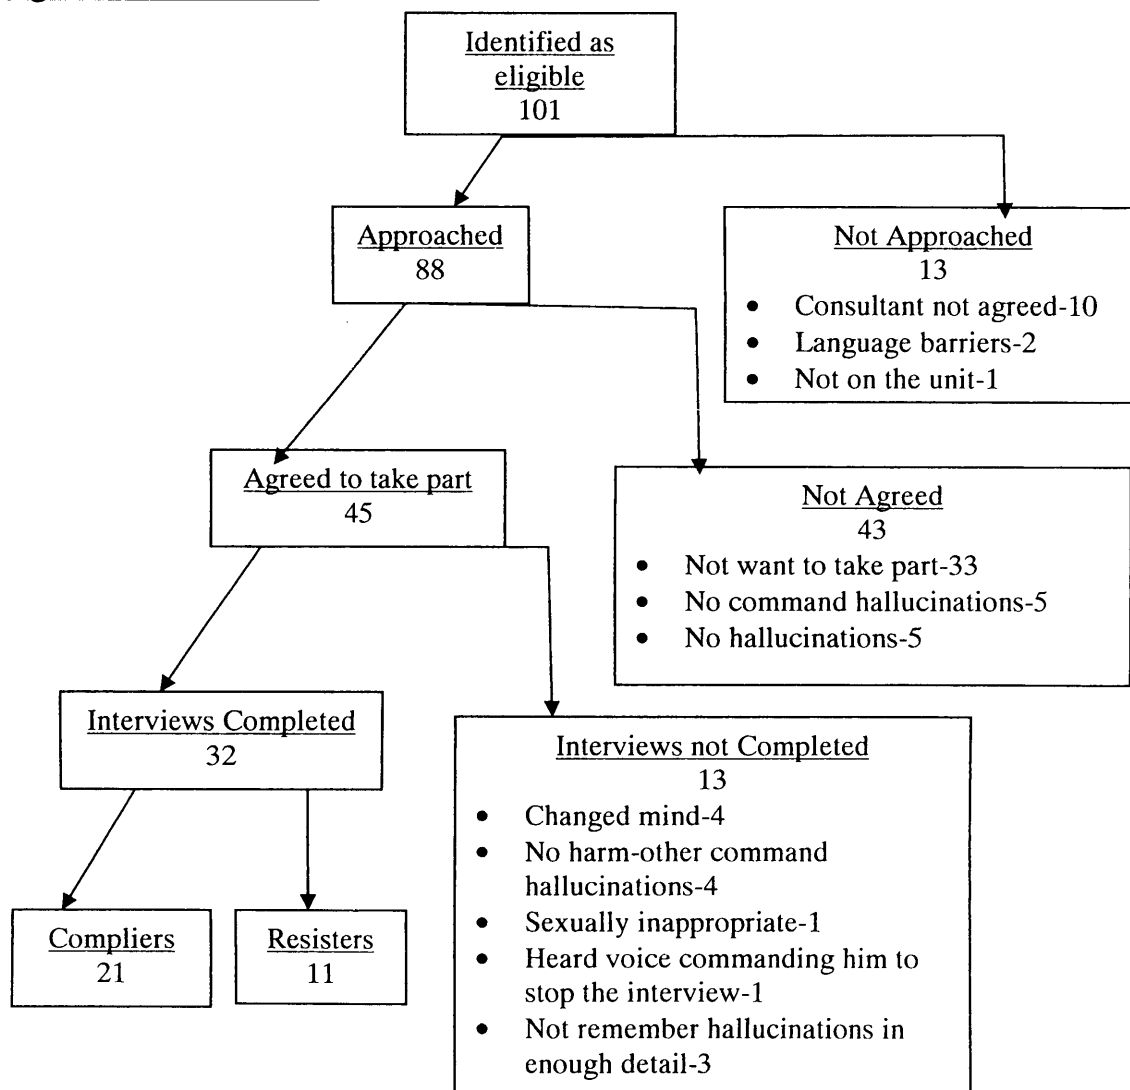 Identified as
eligible
101
Approached
88
Not Approached
13
• Consultant not agreed-10
• Language barriers-2
• Not on the unit-1
Agreed to take part
45
Not Agreed
43
• Not want to take part-33
• No command hallucinations-5
• No hallucinations-5
Interviews Completed
32
Interviews not Completed
13
• Changed mind-4
• No harm-other command
hallucinations-4
• Sexually inappropriate-1
• Heard voice commanding him to
stop the interview-1
• Not remember hallucinations in
enough detail-3
Compliers
21
Resisters
11